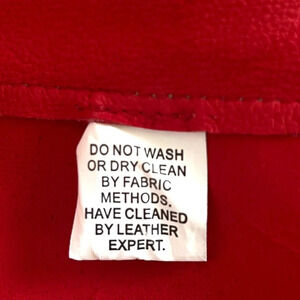 DO NOT WASH
OR DRY CLEAN
BY FABRIC
METHODS.
HAVE CLEANED
BY LEATHER
EXPERT.